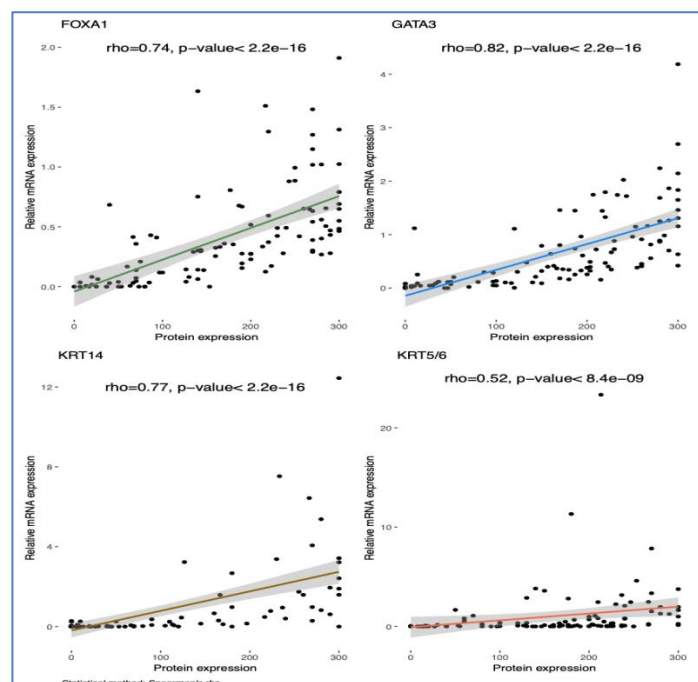 FOXA1
rho=0.74, p-value< 2.2e-16
Relative mRNA expression
2.0
1.5
1.0
0.5
0.0
0
100
200
300
Protein expression
GATA3
rho=0.82, p-value< 2.2e-16
Relative mRNA expression
4
3
2
1
0
0
100
200
300
Protein expression
KRT14
rho=0.77, p-value< 2.2e-16
Relative mRNA expression
12
8
4
0
0
100
200
300
Protein expression
KRT5/6
rho=0.52, p-value< 8.4e-09
Relative mRNA expression
20
10
0
0
100
200
300
Protein expression